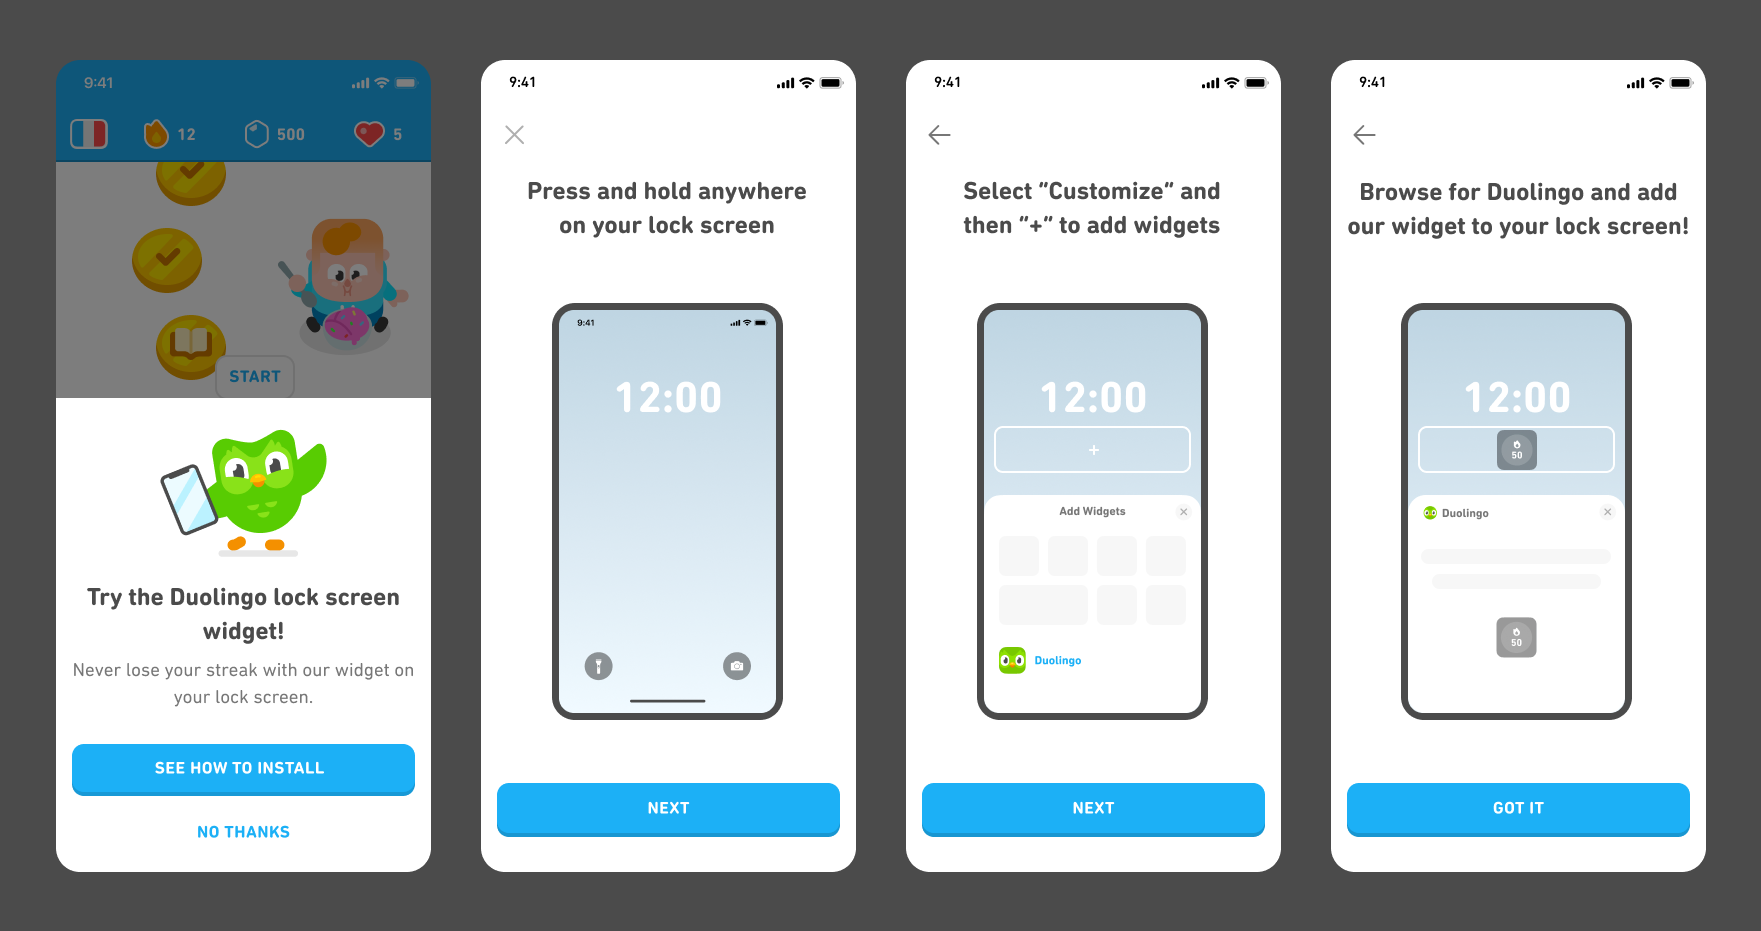 9:41
12
500
5
START
Try the Duolingo lock screen
widget!
Never lose your streak with our widget on
your lock screen.
SEE HOW TO INSTALL
NO THANKS
9:41
Press and hold anywhere
on your lock screen
9:41
12:00
NEXT
9:41
Select “Customize“ and
then “+” to add widgets
12:00
+
Add Widgets
Duolingo
NEXT
9:41
Browse for Duolingo and add
our widget to your lock screen!
12:00
50
Duolingo
50
GOT IT